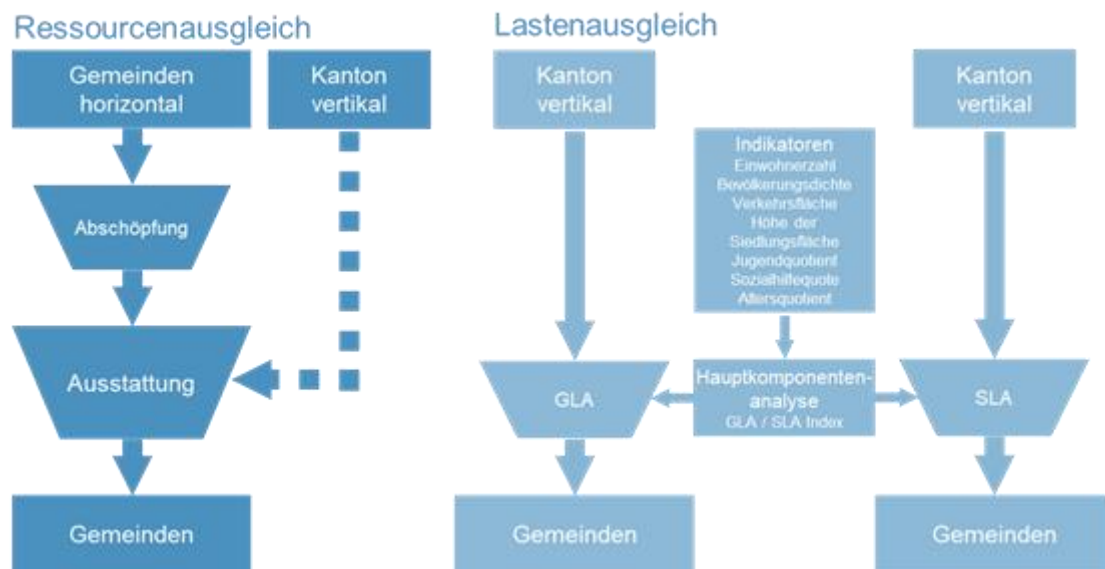 Ressourcenausgleich
Gemeinden
horizontal
Kanton
vertikal
Abschöpfung
Ausstattung
Gemeinden
Lastenausgleich
Kanton
vertikal
Indikatoren
Einwohnerzahl
Bevölkerungsdichte
Verkehrsfläche
Höhe der
Siedlungsfläche
Jugendquotient
Sozialhilfequote
Altersquotient
Kanton
vertikal
GLA
Hauptkomponenten-
analyse
GLA / SLA Index
SLA
Gemeinden
Gemeinden